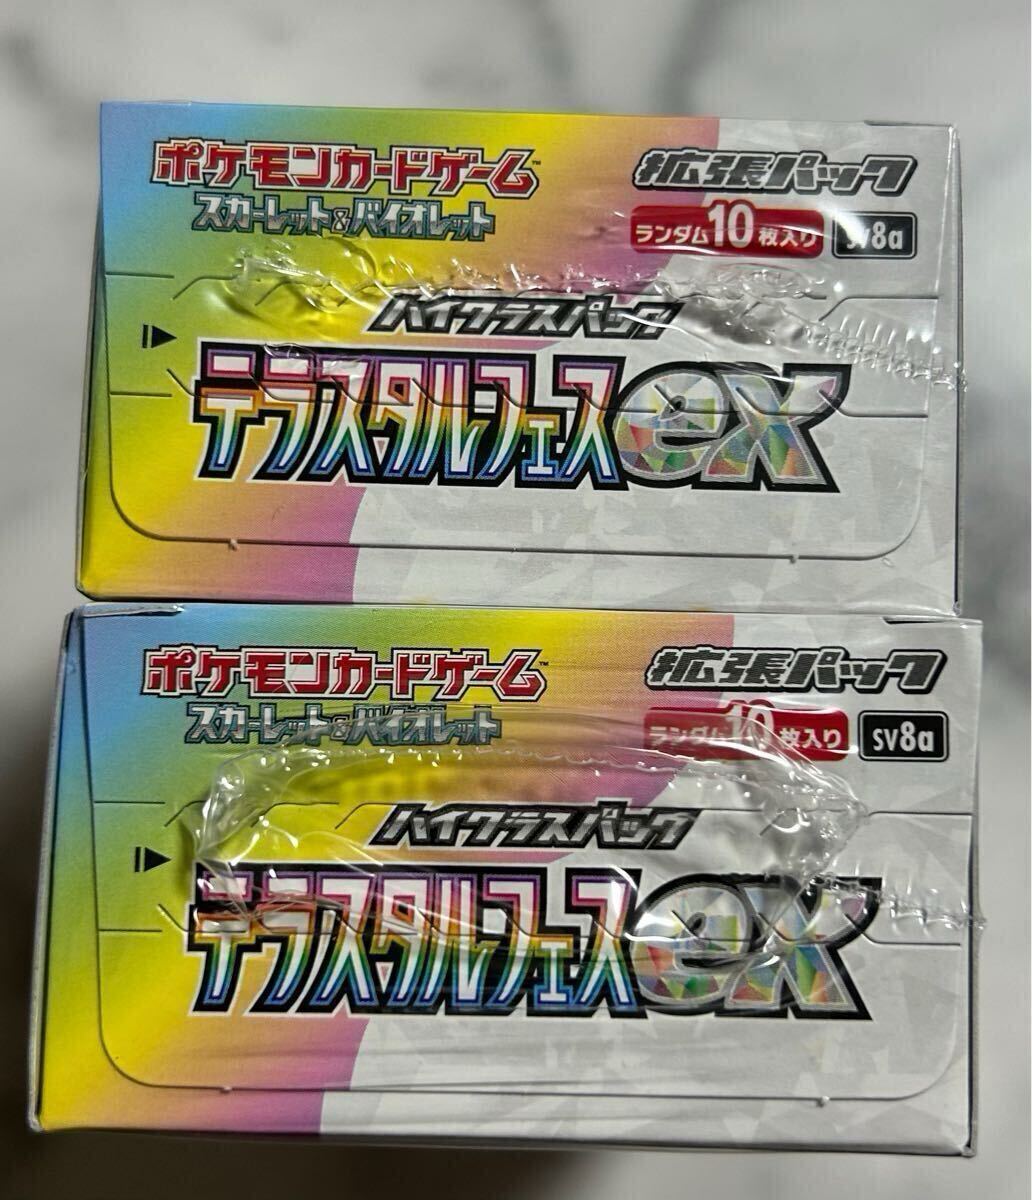 ポケモンカードゲーム™
スカーレット&バイオレット
拡張パック
ランダム10枚入り
sv8a
ハイクラスパック
テラスタルフェスex
ポケモンカードゲーム™
スカーレット&バイオレット
拡張パック
ランダム10枚入り
sv8a
ハイクラスパック
テラスタルフェスex